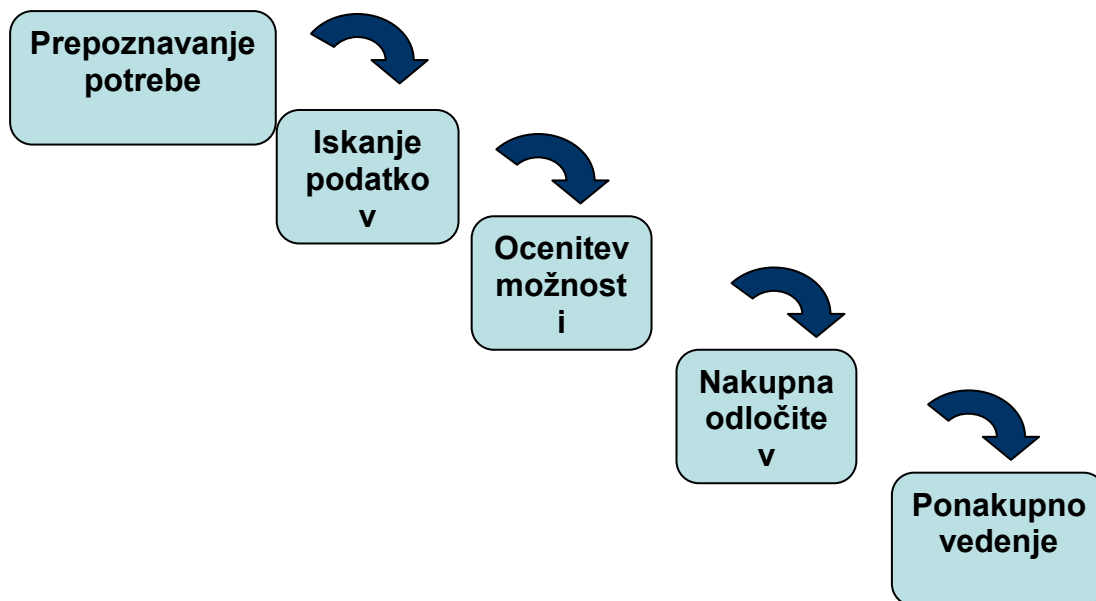 Prepoznavanje
potrebe
Iskanje
podatko
v
Ocenitev
možnost
i
Nakupna
odločite
v
Ponakupno
vedenje